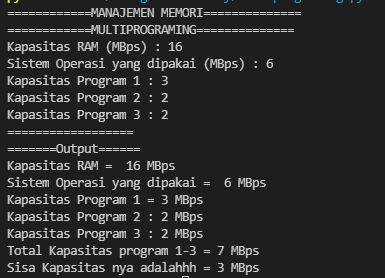 ============MANAJEMEN MEMORI============
============MULTIPROGRAMING============
Kapasitas RAM (MBps) : 16
Sistem Operasi yang dipakai (MBps) : 6
Kapasitas Program 1 : 3
Kapasitas Program 2 : 2
Kapasitas Program 3 : 2
==================
=======Output======
Kapasitas RAM =  16 MBps
Sistem Operasi yang dipakai =  6 MBps
Kapasitas Program 1 = 3 MBps
Kapasitas Program 2 : 2 MBps
Kapasitas Program 3 : 2 MBps
Total Kapasitas program 1-3 = 7 MBps
Sisa Kapasitas nya adalahhh = 3 MBps